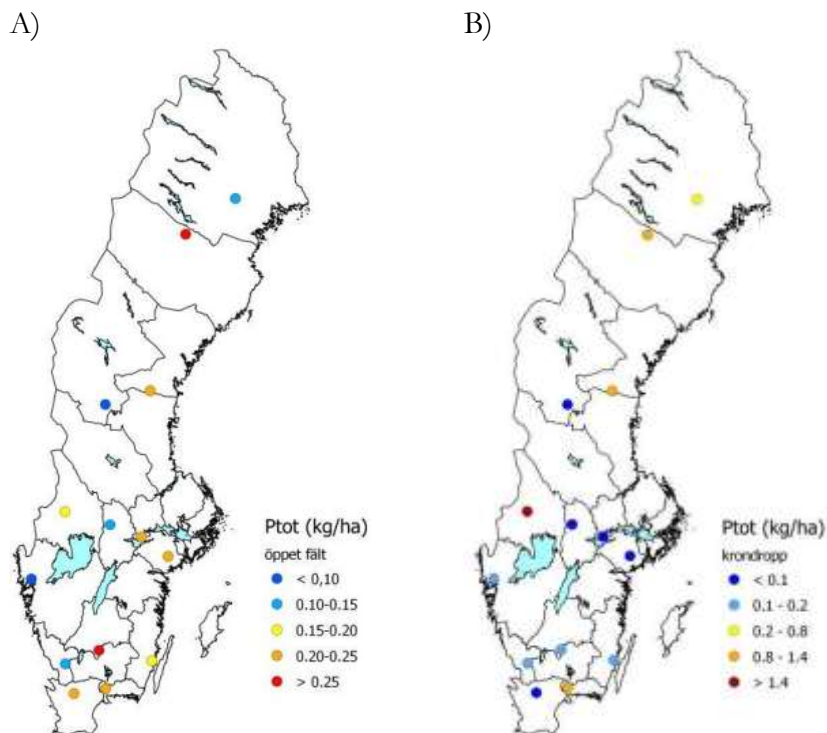 A)
B)
Ptot (kg/ha)
öppet fält
< 0,10
0.10-0.15
0.15-0.20
0.20-0.25
> 0.25
Ptot (kg/ha)
krondropp
< 0.1
0.1 - 0.2
0.2 - 0.8
0.8 - 1.4
> 1.4